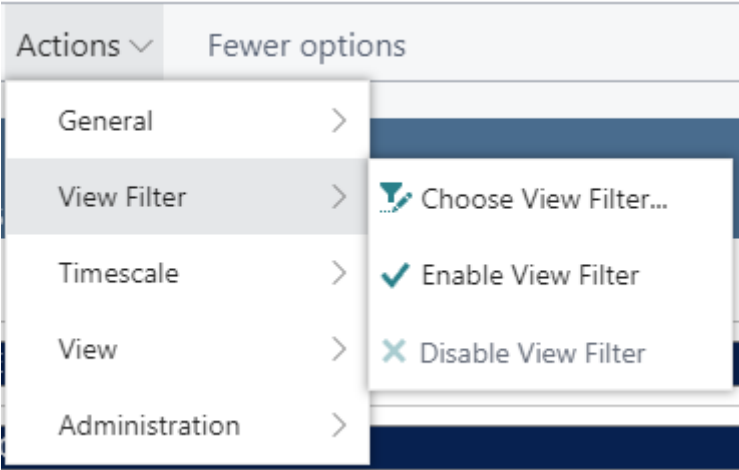 Actions
Fewer options
General
View Filter
Choose View Filter...
Enable View Filter
Disable View Filter
Timescale
View
Administration